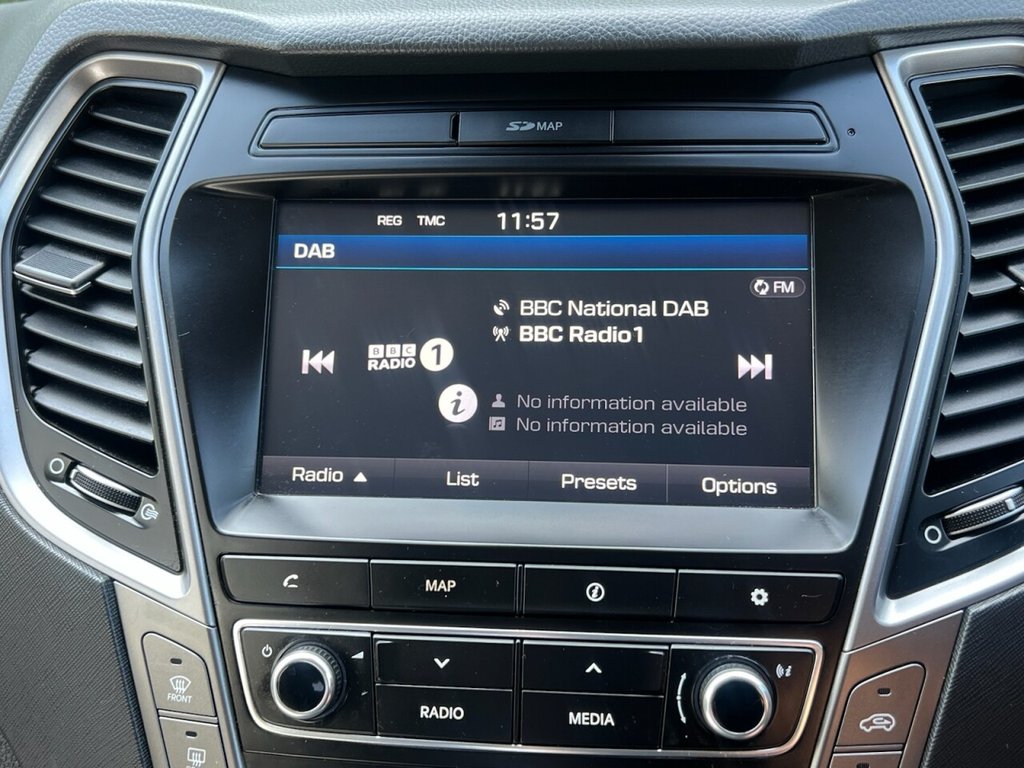 SD MAP
REG TMC 11:57
DAB
FM
BBC National DAB
BBC Radio1
BBC
RADIO 1
i
No information available
No information available
Radio List Presets Options
MAP i
RADIO MEDIA
FRONT